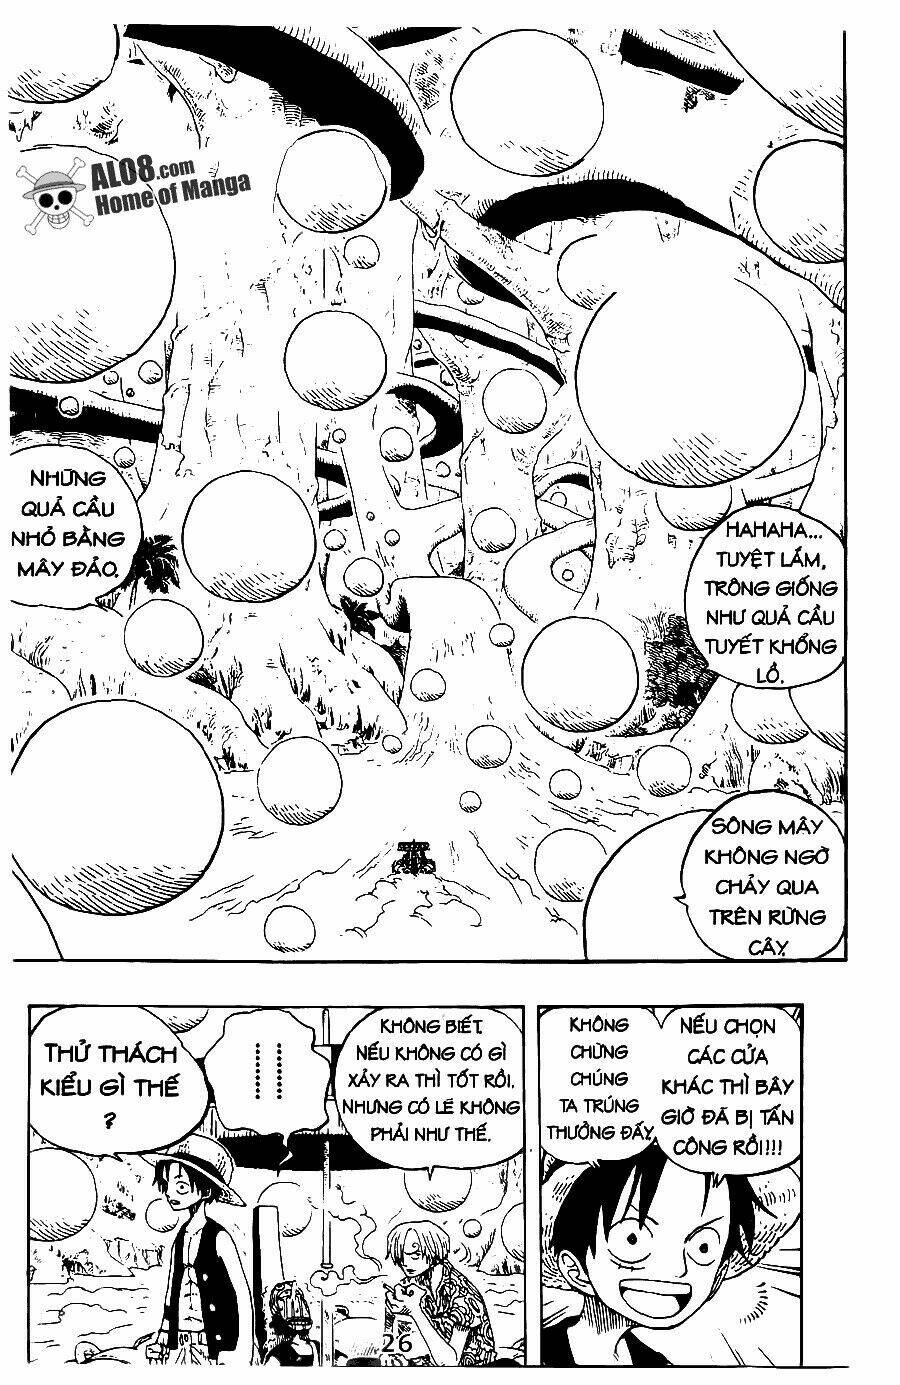 AL08.com
Home of Manga
HAHAHA...
TUYỆT LẮM,
TRÔNG GIỐNG
NHƯ QUẢ CẦU
TUYẾT KHỔNG
LỒ.
NHỮNG
QUẢ CẦU
NHỎ BẰNG
MÂY ĐẢO.
SÔNG MÂY
KHÔNG NGỜ
CHẢY QUA
TRÊN RỪNG
CÂY.
NẾU CHỌN
CÁC CỬA
KHÁC THÌ BÂY
GIỜ ĐÃ BỊ TẤN
CÔNG RỒI!!!!
KHÔNG
CHỪNG
CHÚNG
TA TRÚNG
THƯỞNG ĐẤY.
KHÔNG BIẾT.
NẾU KHÔNG CÓ GÌ
XẢY RA THÌ TỐT RỒI.
NHƯNG CÓ LẼ KHÔNG
PHẢI NHƯ THẾ.
THỬ THÁCH
KIỂU GÌ THẾ
?
26